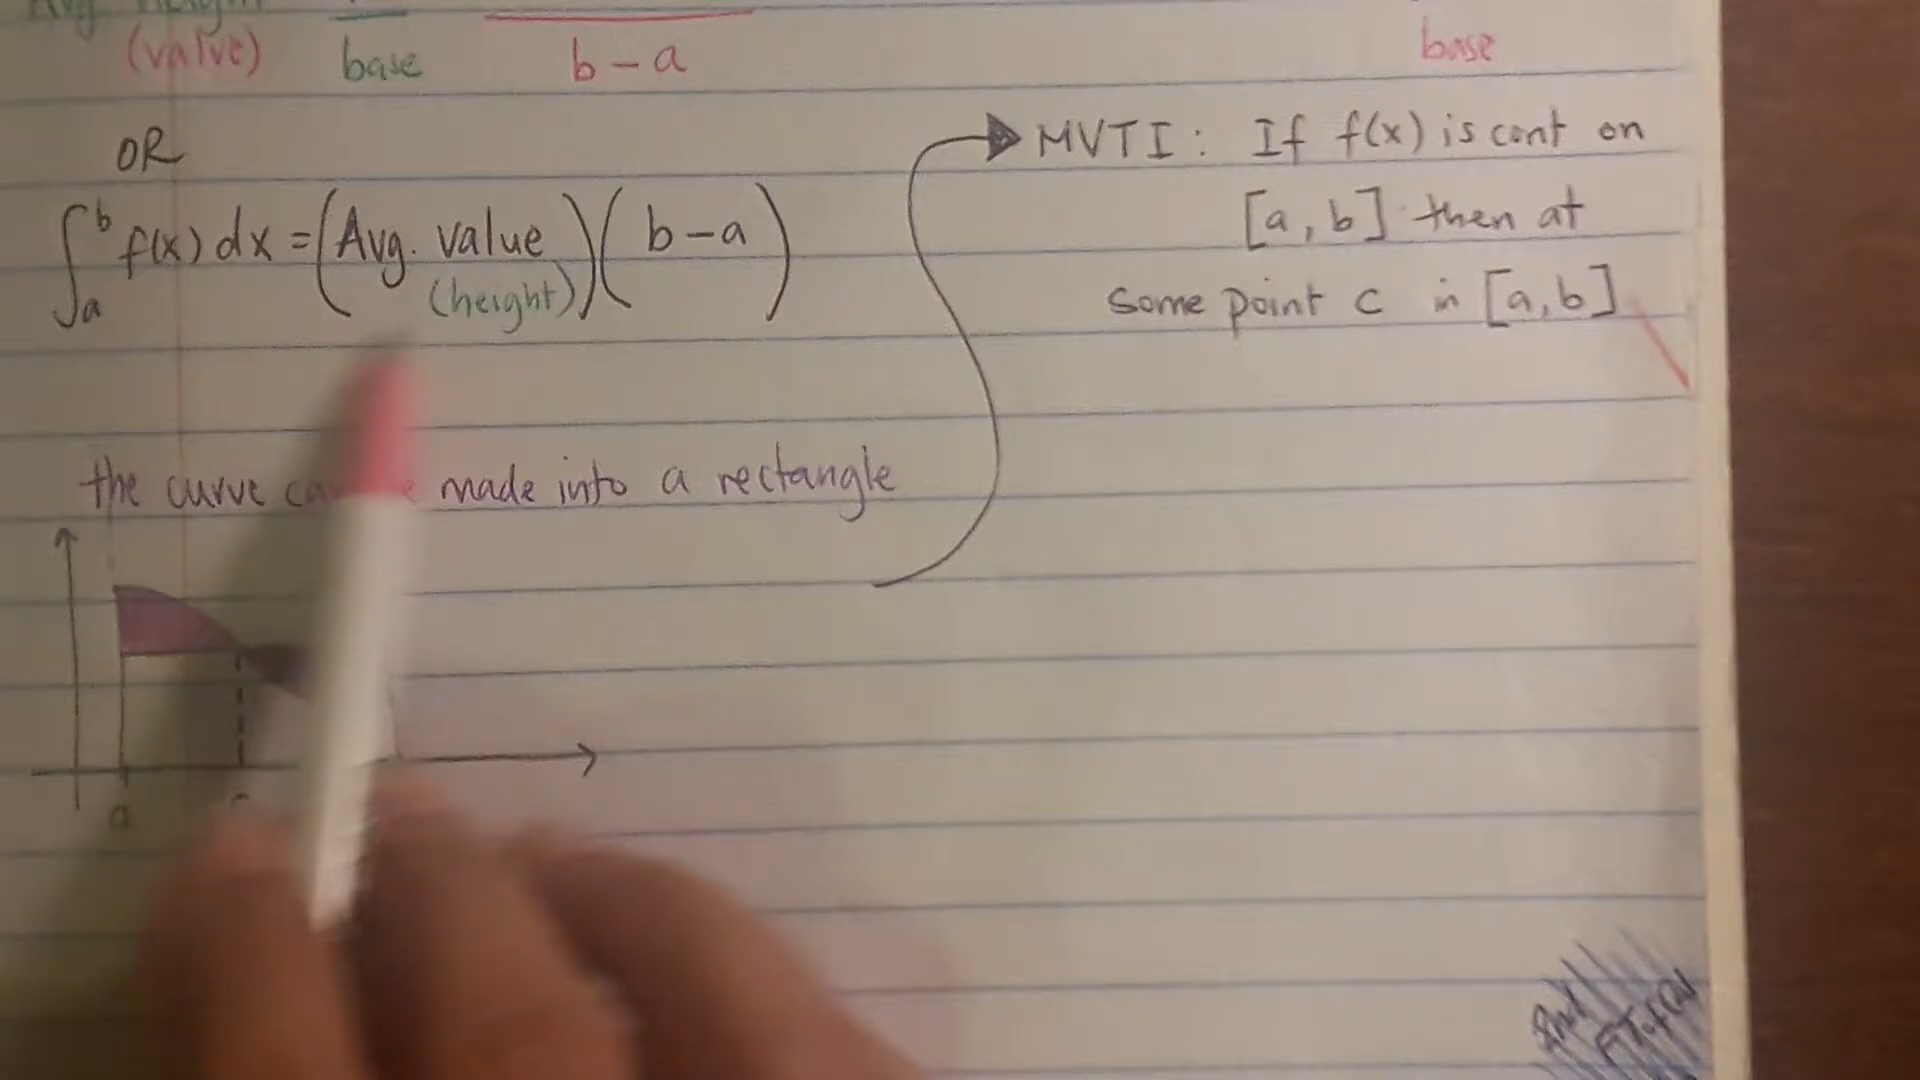 (value) base b-a
base
OR
∫ₐᵇ f(x) dx = (Avg. value (height))(b-a)
the curve made into a rectangle
a
MVTI: If f(x) is cont on
[a, b] then at
some point c in [a, b]